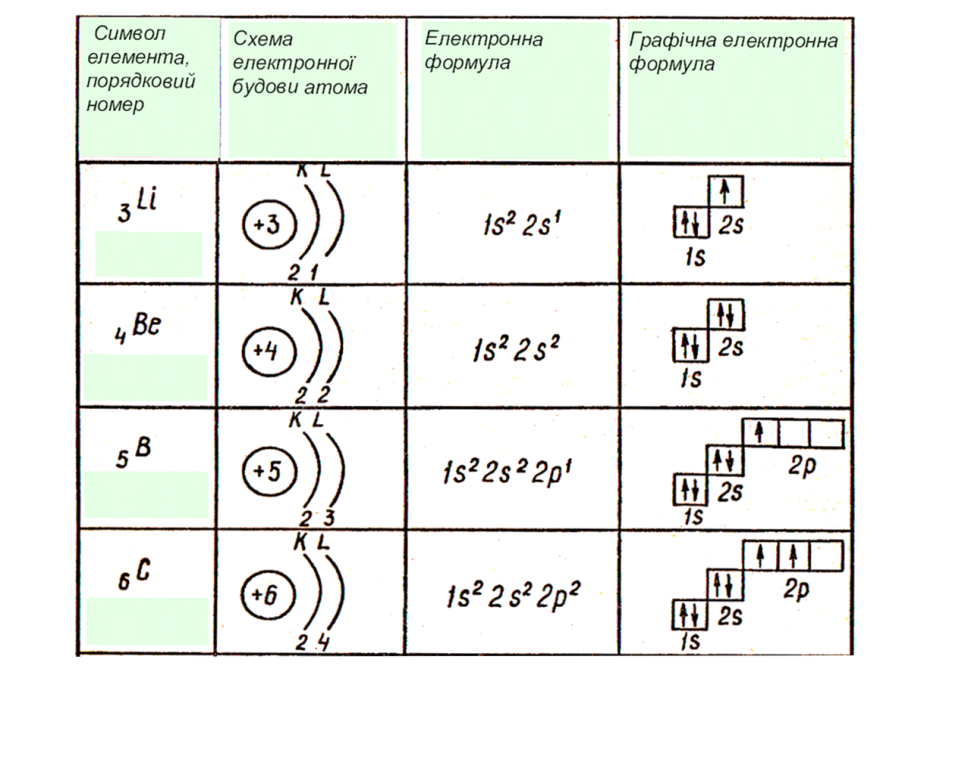 Символ
елемента,
порядковий
номер
Схема
електронної
будови атома
Електронна
формула
Графічна електронна
формула
₃Li
K L
+3
2 1
1s² 2s¹
↑
↑↓ 2s
1s
₄Be
K L
+4
2 2
1s² 2s²
↑↓
↑↓ 2s
1s
₅B
K L
+5
2 3
1s² 2s² 2p¹
↑
↑↓ 2p
↑↓ 2s
1s
₆C
K L
+6
2 4
1s² 2s² 2p²
↑ ↑
↑↓ 2p
↑↓ 2s
1s